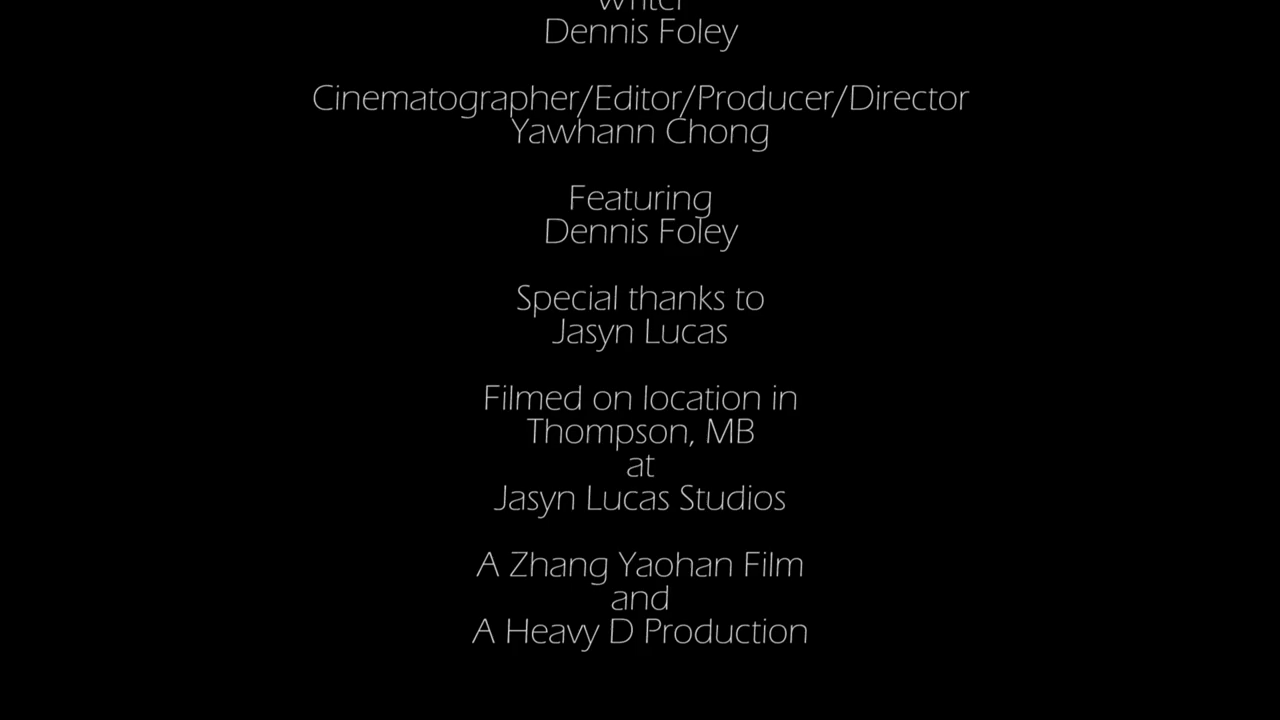 Writer
Dennis Foley
Cinematographer/Editor/Producer/Director
Yawhann Chong
Featuring
Dennis Foley
Special thanks to
Jasyn Lucas
Filmed on location in
Thompson, MB
at
Jasyn Lucas Studios
A Zhang Yaohan Film
and
A Heavy D Production